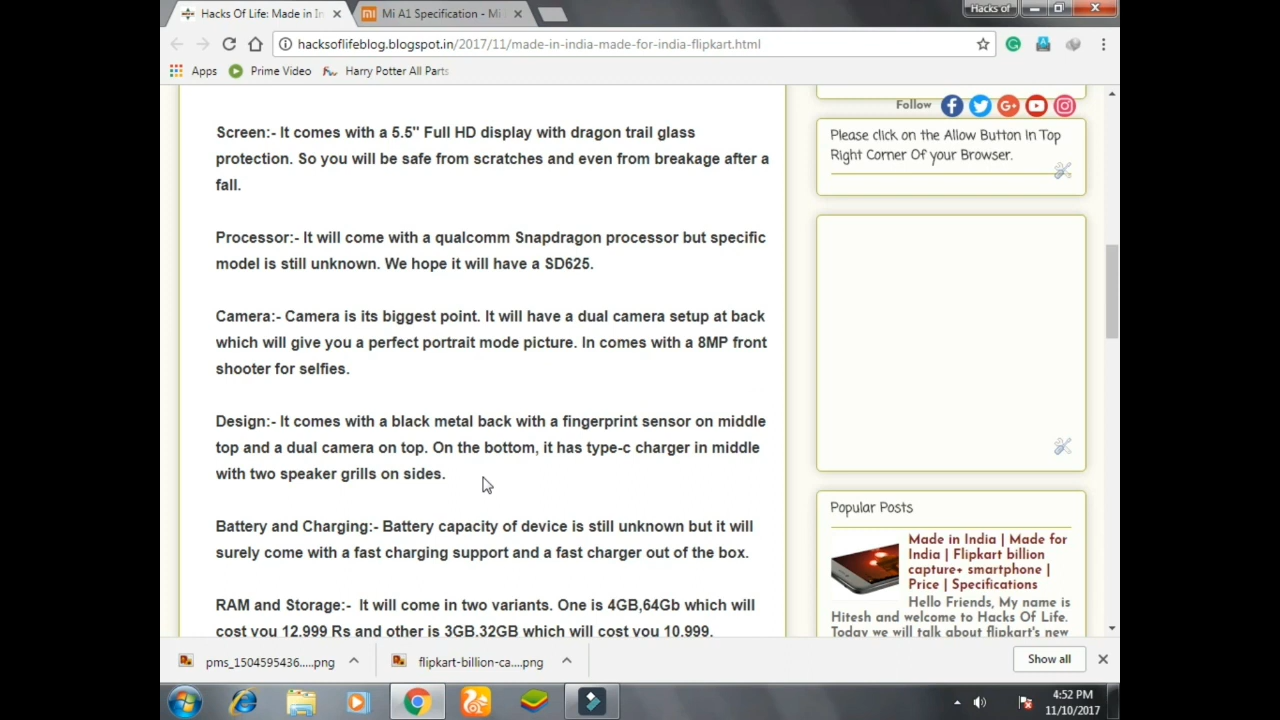 Hacks Of Life: Made in In
Mi A1 Specification - Mi
Hacks of
hacksoflifeblog.blogspot.in/2017/11/made-in-india-made-for-india-flipkart.html
Apps
Prime Video
Harry Potter All Parts
Follow
Screen:- It comes with a 5.5" Full HD display with dragon trail glass
protection. So you will be safe from scratches and even from breakage after a
fall.
Processor:- It will come with a qualcomm Snapdragon processor but specific
model is still unknown. We hope it will have a SD625.
Camera:- Camera is its biggest point. It will have a dual camera setup at back
which will give you a perfect portrait mode picture. In comes with a 8MP front
shooter for selfies.
Design:- It comes with a black metal back with a fingerprint sensor on middle
top and a dual camera on top. On the bottom, it has type-c charger in middle
with two speaker grills on sides.
Battery and Charging:- Battery capacity of device is still unknown but it will
surely come with a fast charging support and a fast charger out of the box.
RAM and Storage:- It will come in two variants. One is 4GB,64Gb which will
cost you 12,999 Rs and other is 3GB,32GB which will cost you 10,999.
Please click on the Allow Button In Top
Right Corner Of your Browser.
Popular Posts
Made in India | Made for
India | Flipkart billion
capture+ smartphone |
Price | Specifications
Hello Friends, My name is
Hitesh and welcome to Hacks Of Life.
Today we will talk about flipkart's new
pms_1504595436.....png
flipkart-billion-ca....png
Show all
4:52 PM
11/10/2017